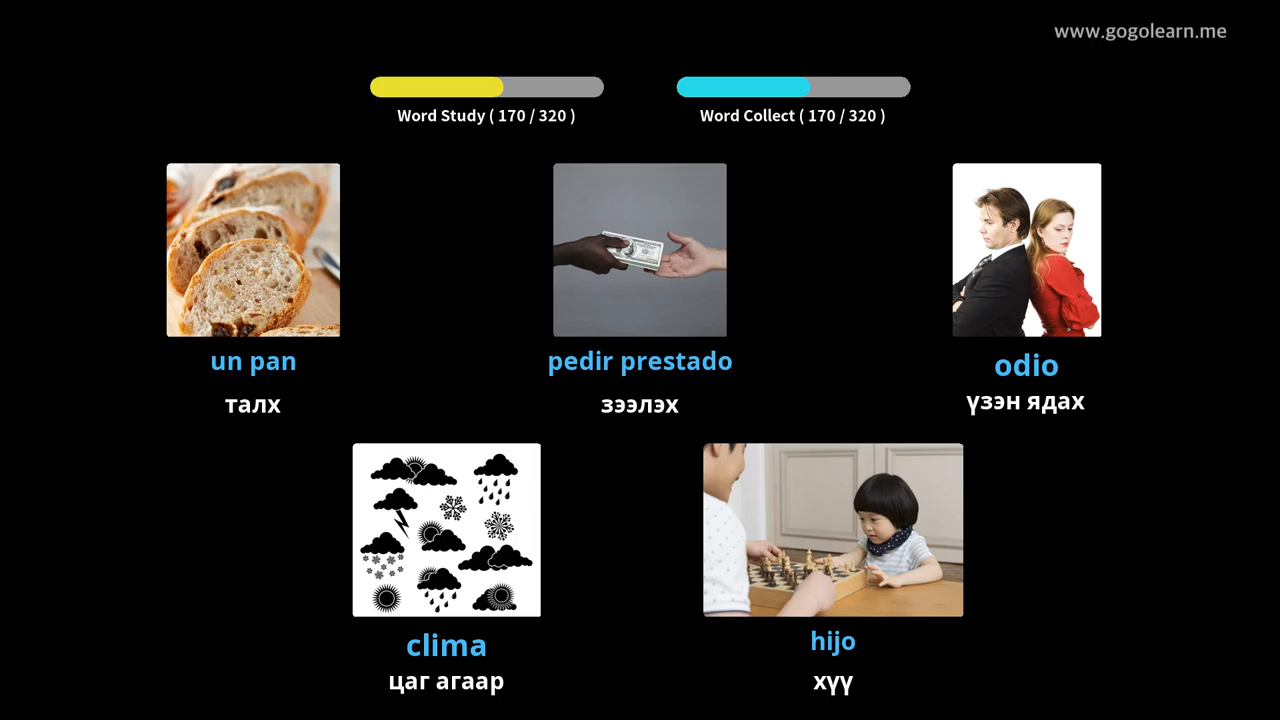 www.gogolearn.me
Word Study ( 170 / 320 )
Word Collect ( 170 / 320 )
un pan
талх
pedir prestado
зээлэх
odio
үзэн ядах
clima
цаг агаар
hijo
хүү